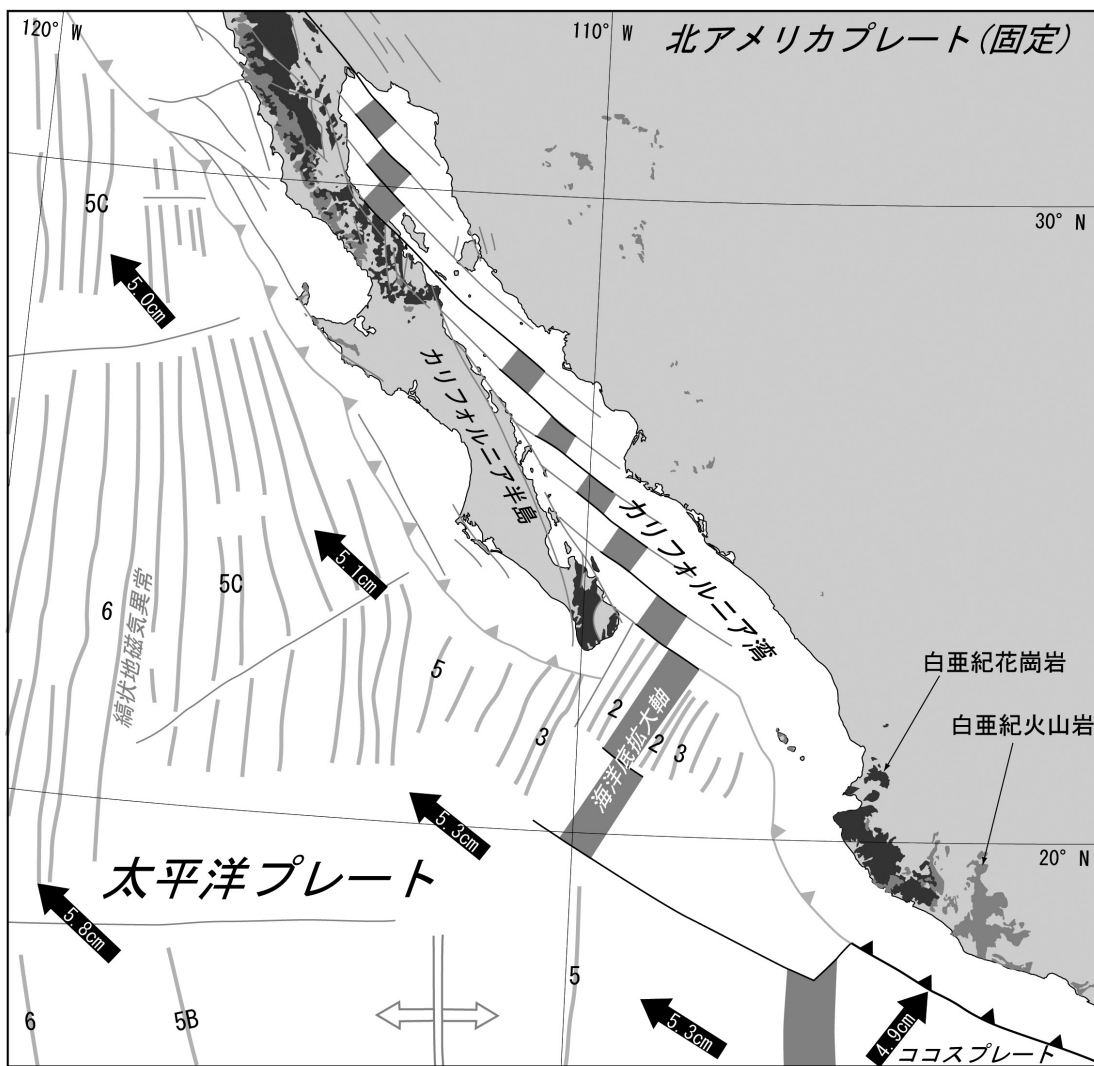 120° W
110° W
北アメリカプレート(固定)
5C
30° N
5.0cm
カリフォルニア半島
カリフォルニア湾
5.1cm
6
5C
縞状地磁気異常
5
3
2
2
3
海洋底拡大軸
白亜紀花崗岩
白亜紀火山岩
5.3cm
20° N
太平洋プレート
5.8cm
5
6
5B
5.3cm
4.9cm
ココスプレート